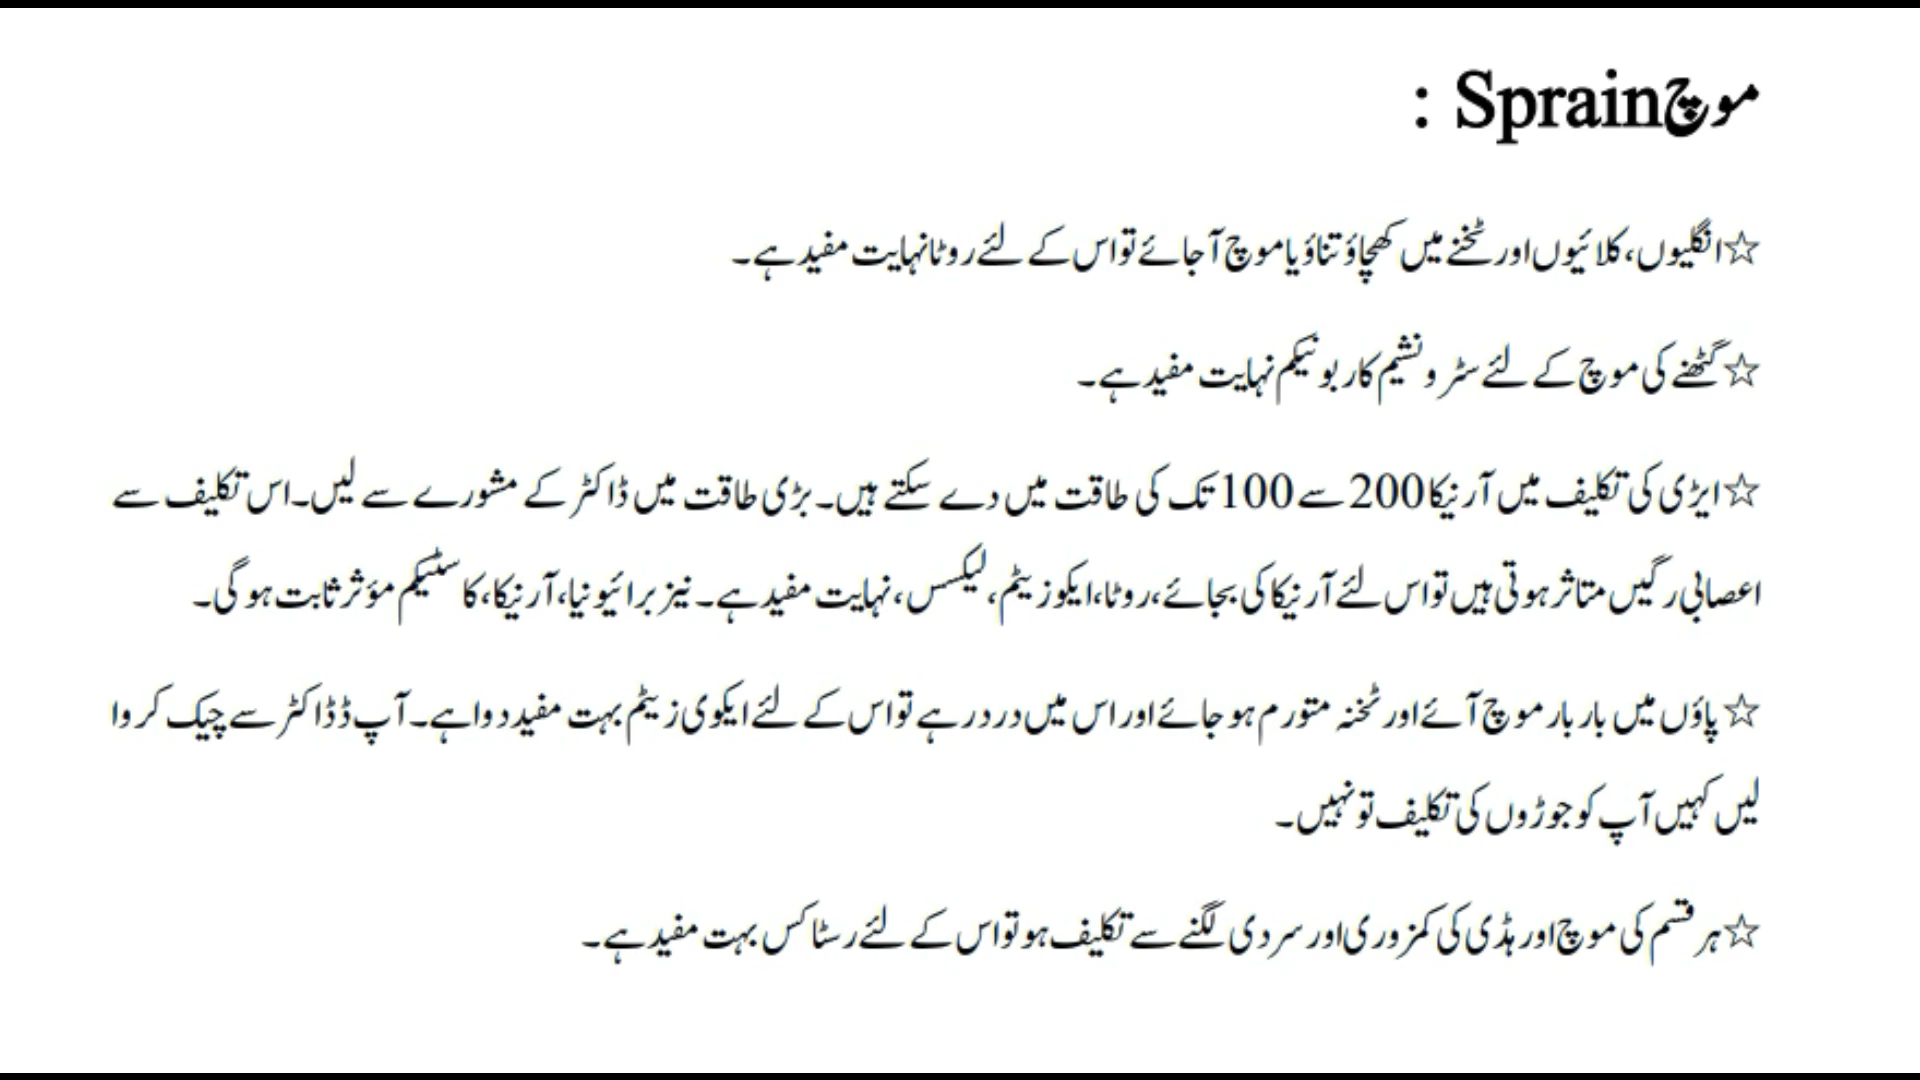 موچSprain :
☆انگلیوں، کلائیوں اور ٹخنے میں کھچاؤ تناؤ یا موچ آ جائے تو اس کے لئے روٹا نہایت مفید ہے۔
☆گٹھنے کی موچ کے لئے سٹرونشیم کاربونیکم نہایت مفید ہے۔
☆ایڑی کی تکلیف میں آرنیکا 200 سے 100 تک کی طاقت میں دے سکتے ہیں۔ بڑی طاقت میں ڈاکٹر کے مشورے سے لیں۔ اس تکلیف سے
اعصابی رگیں متاثر ہوتی ہیں تو اس لئے آرنیکا کی بجائے، روٹا، ایکوزیٹم، لیکسس، نہایت مفید ہے۔ نیز برائیونیا، آرنیکا، کاسٹیکم مؤثر ثابت ہو گی۔
☆ پاؤں میں بار بار موچ آئے اور ٹخنہ متورم ہو جائے اور اس میں درد رہے تو اس کے لئے ایکوی زیٹم بہت مفید دوا ہے۔ آپ ڈڈاکٹر سے چیک کروا
لیں کہیں آپ کو جوڑوں کی تکلیف تو نہیں۔
☆ہر قسم کی موچ اور ہڈی کی کمزوری اور سردی لگنے سے تکلیف ہو تو اس کے لئے رسٹاکس بہت مفید ہے۔